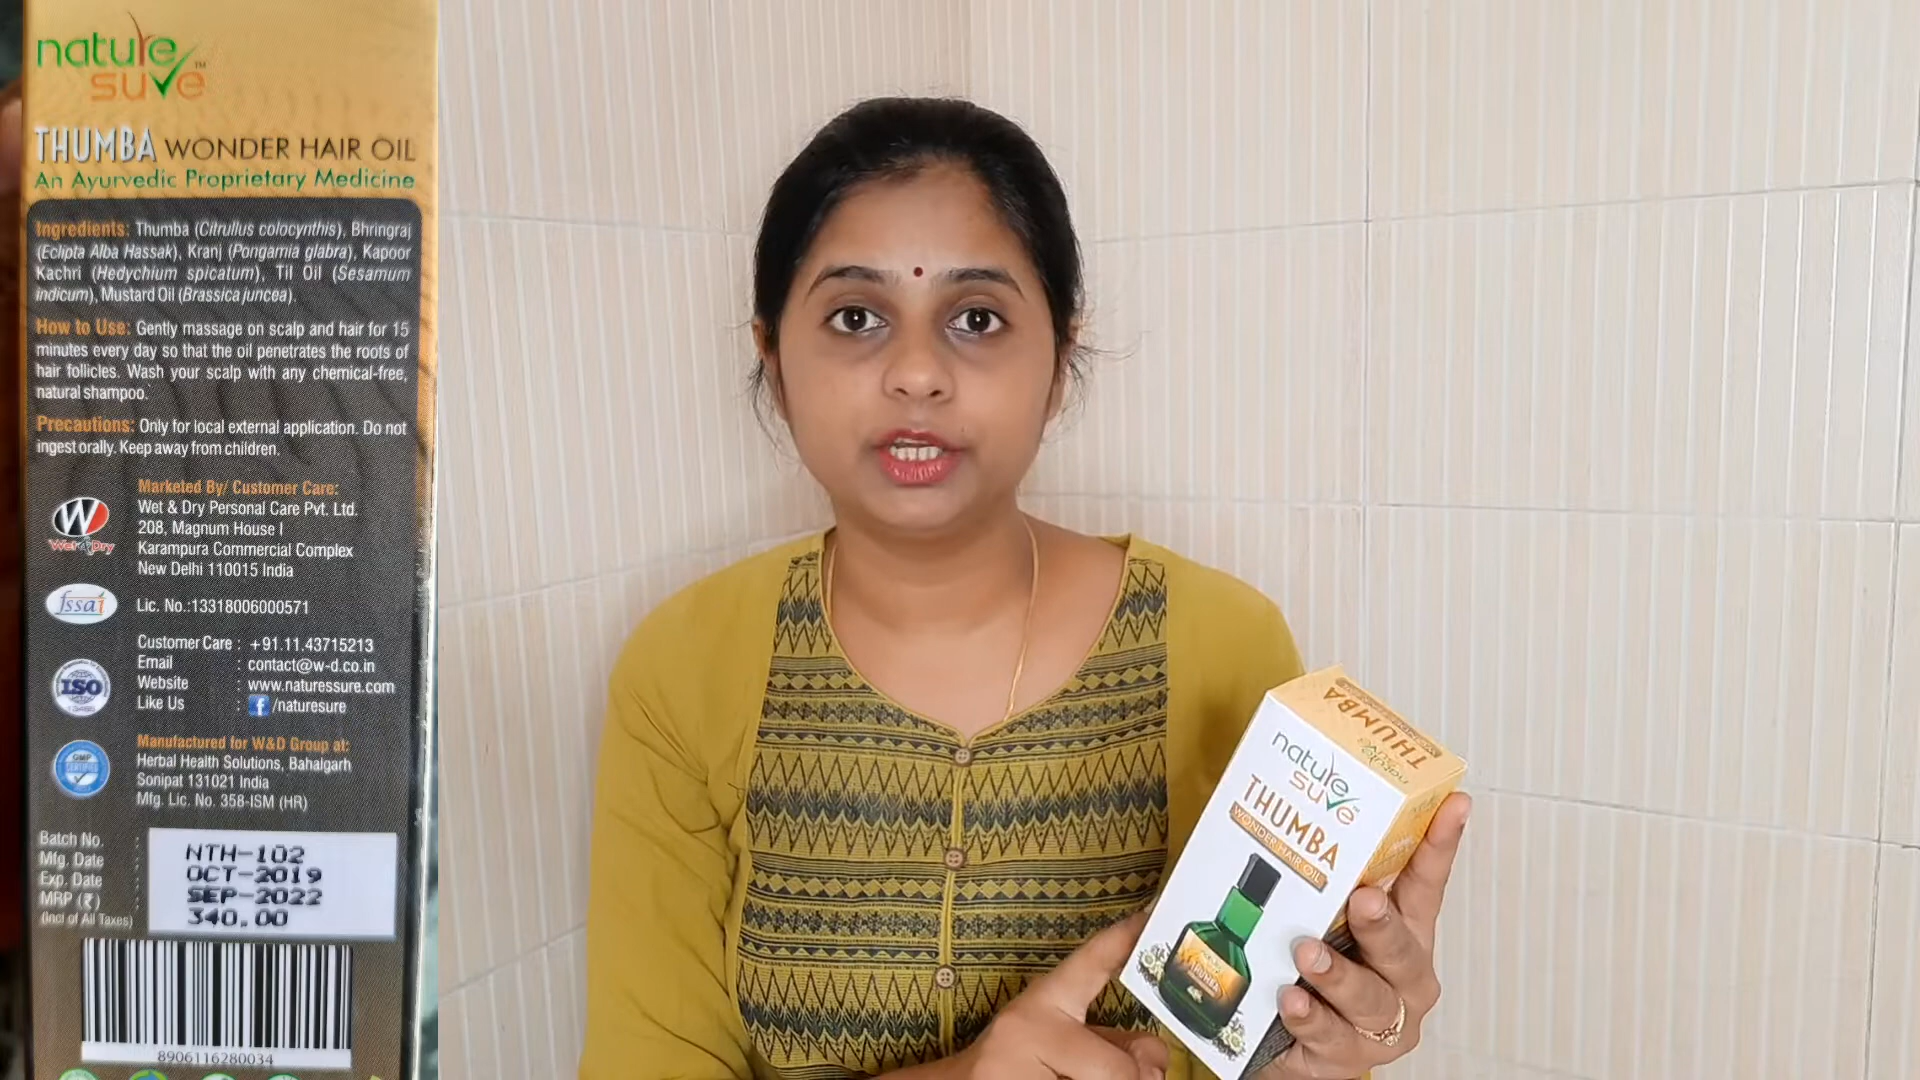 nature
sure™
THUMBA WONDER HAIR OIL
An Ayurvedic Proprietary Medicine
Ingredients: Thumba (Citrullus colocynthis), Bhringraj
(Eclipta Alba Hassak), Kranj (Pongamia glabra), Kapoor
Kachri (Hedychium spicatum), Til Oil (Sesamum
indicum), Mustard Oil (Brassica juncea).
How to Use: Gently massage on scalp and hair for 15
minutes every day so that the oil penetrates the roots of
hair follicles. Wash your scalp with any chemical-free,
natural shampoo.
Precautions: Only for local external application. Do not
ingest orally. Keep away from children.
Marketed By/ Customer Care:
Wet & Dry Personal Care Pvt. Ltd.
208, Magnum House I
Karampura Commercial Complex
New Delhi 110015 India
W
Wet & Dry
fssai
Lic. No.:13318006000571
Customer Care : +91.11.43715213
Email : contact@w-d.co.in
Website : www.naturessure.com
Like Us : f /naturesure
ISO
Manufactured for W&D Group at:
Herbal Health Solutions, Bahalgarh
Sonipat 131021 India
Mfg. Lic. No. 358-ISM (HR)
GMP
CERTIFIED
Batch No. : NTH-102
Mfg. Date : OCT-2019
Exp. Date : SEP-2022
MRP (₹) : 340.00
(Incl of All Taxes)
8906116280034
THUMBA
nature
sure™
THUMBA
WONDER HAIR OIL
THUMBA